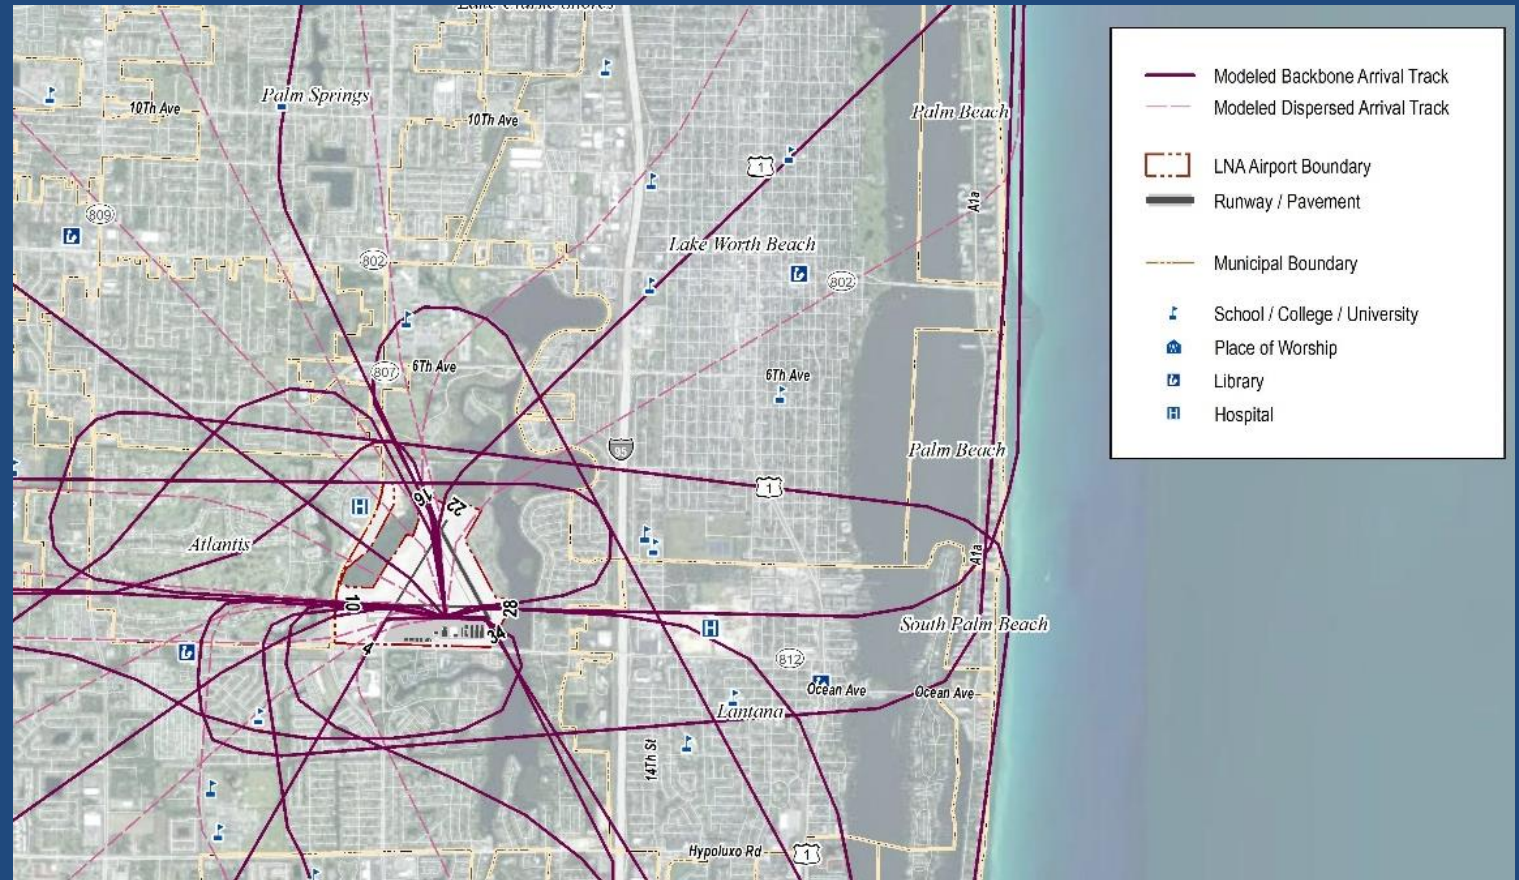 Lake Clarke Shores
Palm Springs
10Th Ave
10Th Ave
Palm Beach
1
A1a
809
802
Lake Worth Beach
802
807
6Th Ave
6Th Ave
95
Palm Beach
1
16
22
H
Atlantis
A1a
10
28
34
4
H
South Palm Beach
812
Ocean Ave
Ocean Ave
Lantana
14Th St
Hypoluxo Rd
1
Modeled Backbone Arrival Track
Modeled Dispersed Arrival Track
LNA Airport Boundary
Runway / Pavement
Municipal Boundary
School / College / University
Place of Worship
Library
H Hospital